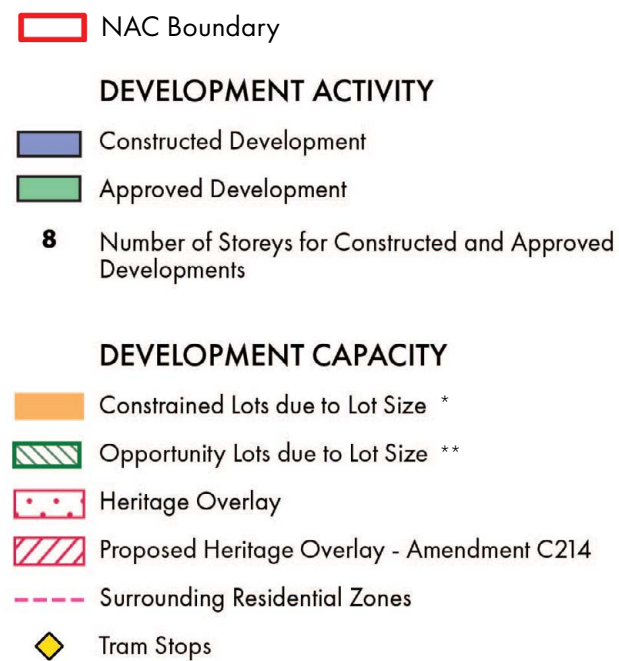 NAC Boundary
DEVELOPMENT ACTIVITY
Constructed Development
Approved Development
8 Number of Storeys for Constructed and Approved
Developments
DEVELOPMENT CAPACITY
Constrained Lots due to Lot Size *
Opportunity Lots due to Lot Size **
Heritage Overlay
Proposed Heritage Overlay - Amendment C214
Surrounding Residential Zones
Tram Stops